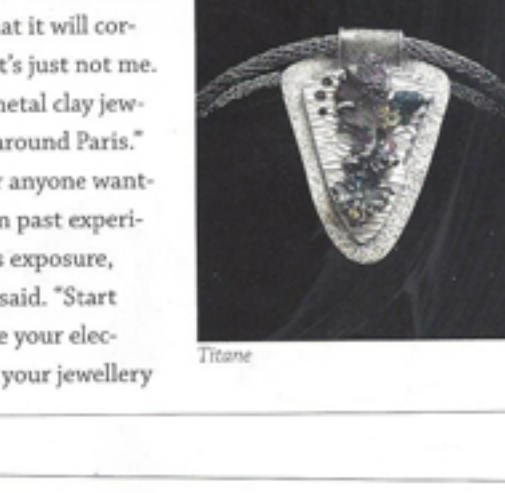 at it will cor-
t's just not me.
netal clay jew-
around Paris."
r anyone want-
n past experi-
s exposure,
said. "Start
e your elec-
your jewellery
Titane